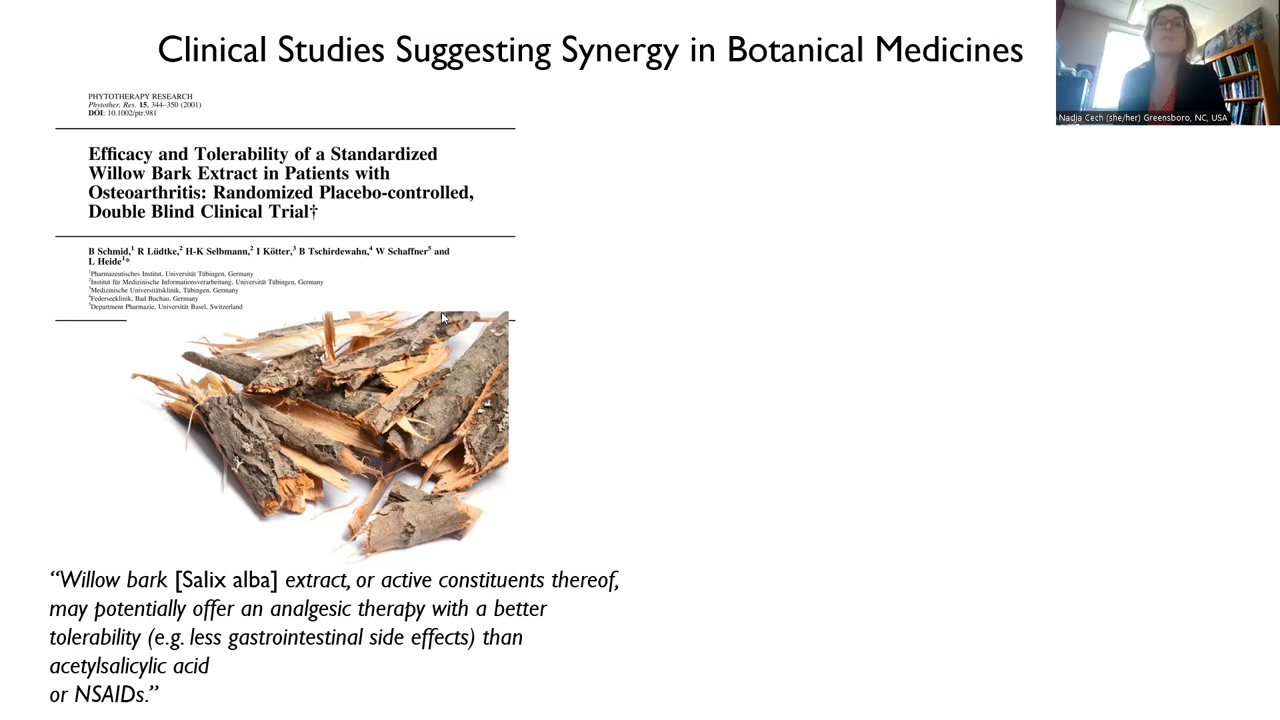 Clinical Studies Suggesting Synergy in Botanical Medicines
Nadja Cech (she/her) Greensboro, NC, USA
PHYTOTHERAPY RESEARCH
Phytother. Res. 15, 344–350 (2001)
DOI: 10.1002/ptr.981
Efficacy and Tolerability of a Standardized
Willow Bark Extract in Patients with
Osteoarthritis: Randomized Placebo-controlled,
Double Blind Clinical Trial†
B Schmid,1 R Lüdtke,2 H-K Selbmann,2 I Kötter,3 B Tschirdewahn,4 W Schaffner5 and
L Heide1*
1Pharmazeutisches Institut, Universität Tübingen, Germany
2Institut für Medizinische Informationsverarbeitung, Universität Tübingen, Germany
3Medizinische Universitätsklinik, Tübingen, Germany
4Federseeklinik, Bad Buchau, Germany
5Department Pharmazie, Universität Basel, Switzerland
“Willow bark [Salix alba] extract, or active constituents thereof,
may potentially offer an analgesic therapy with a better
tolerability (e.g. less gastrointestinal side effects) than
acetylsalicylic acid
or NSAIDs.”